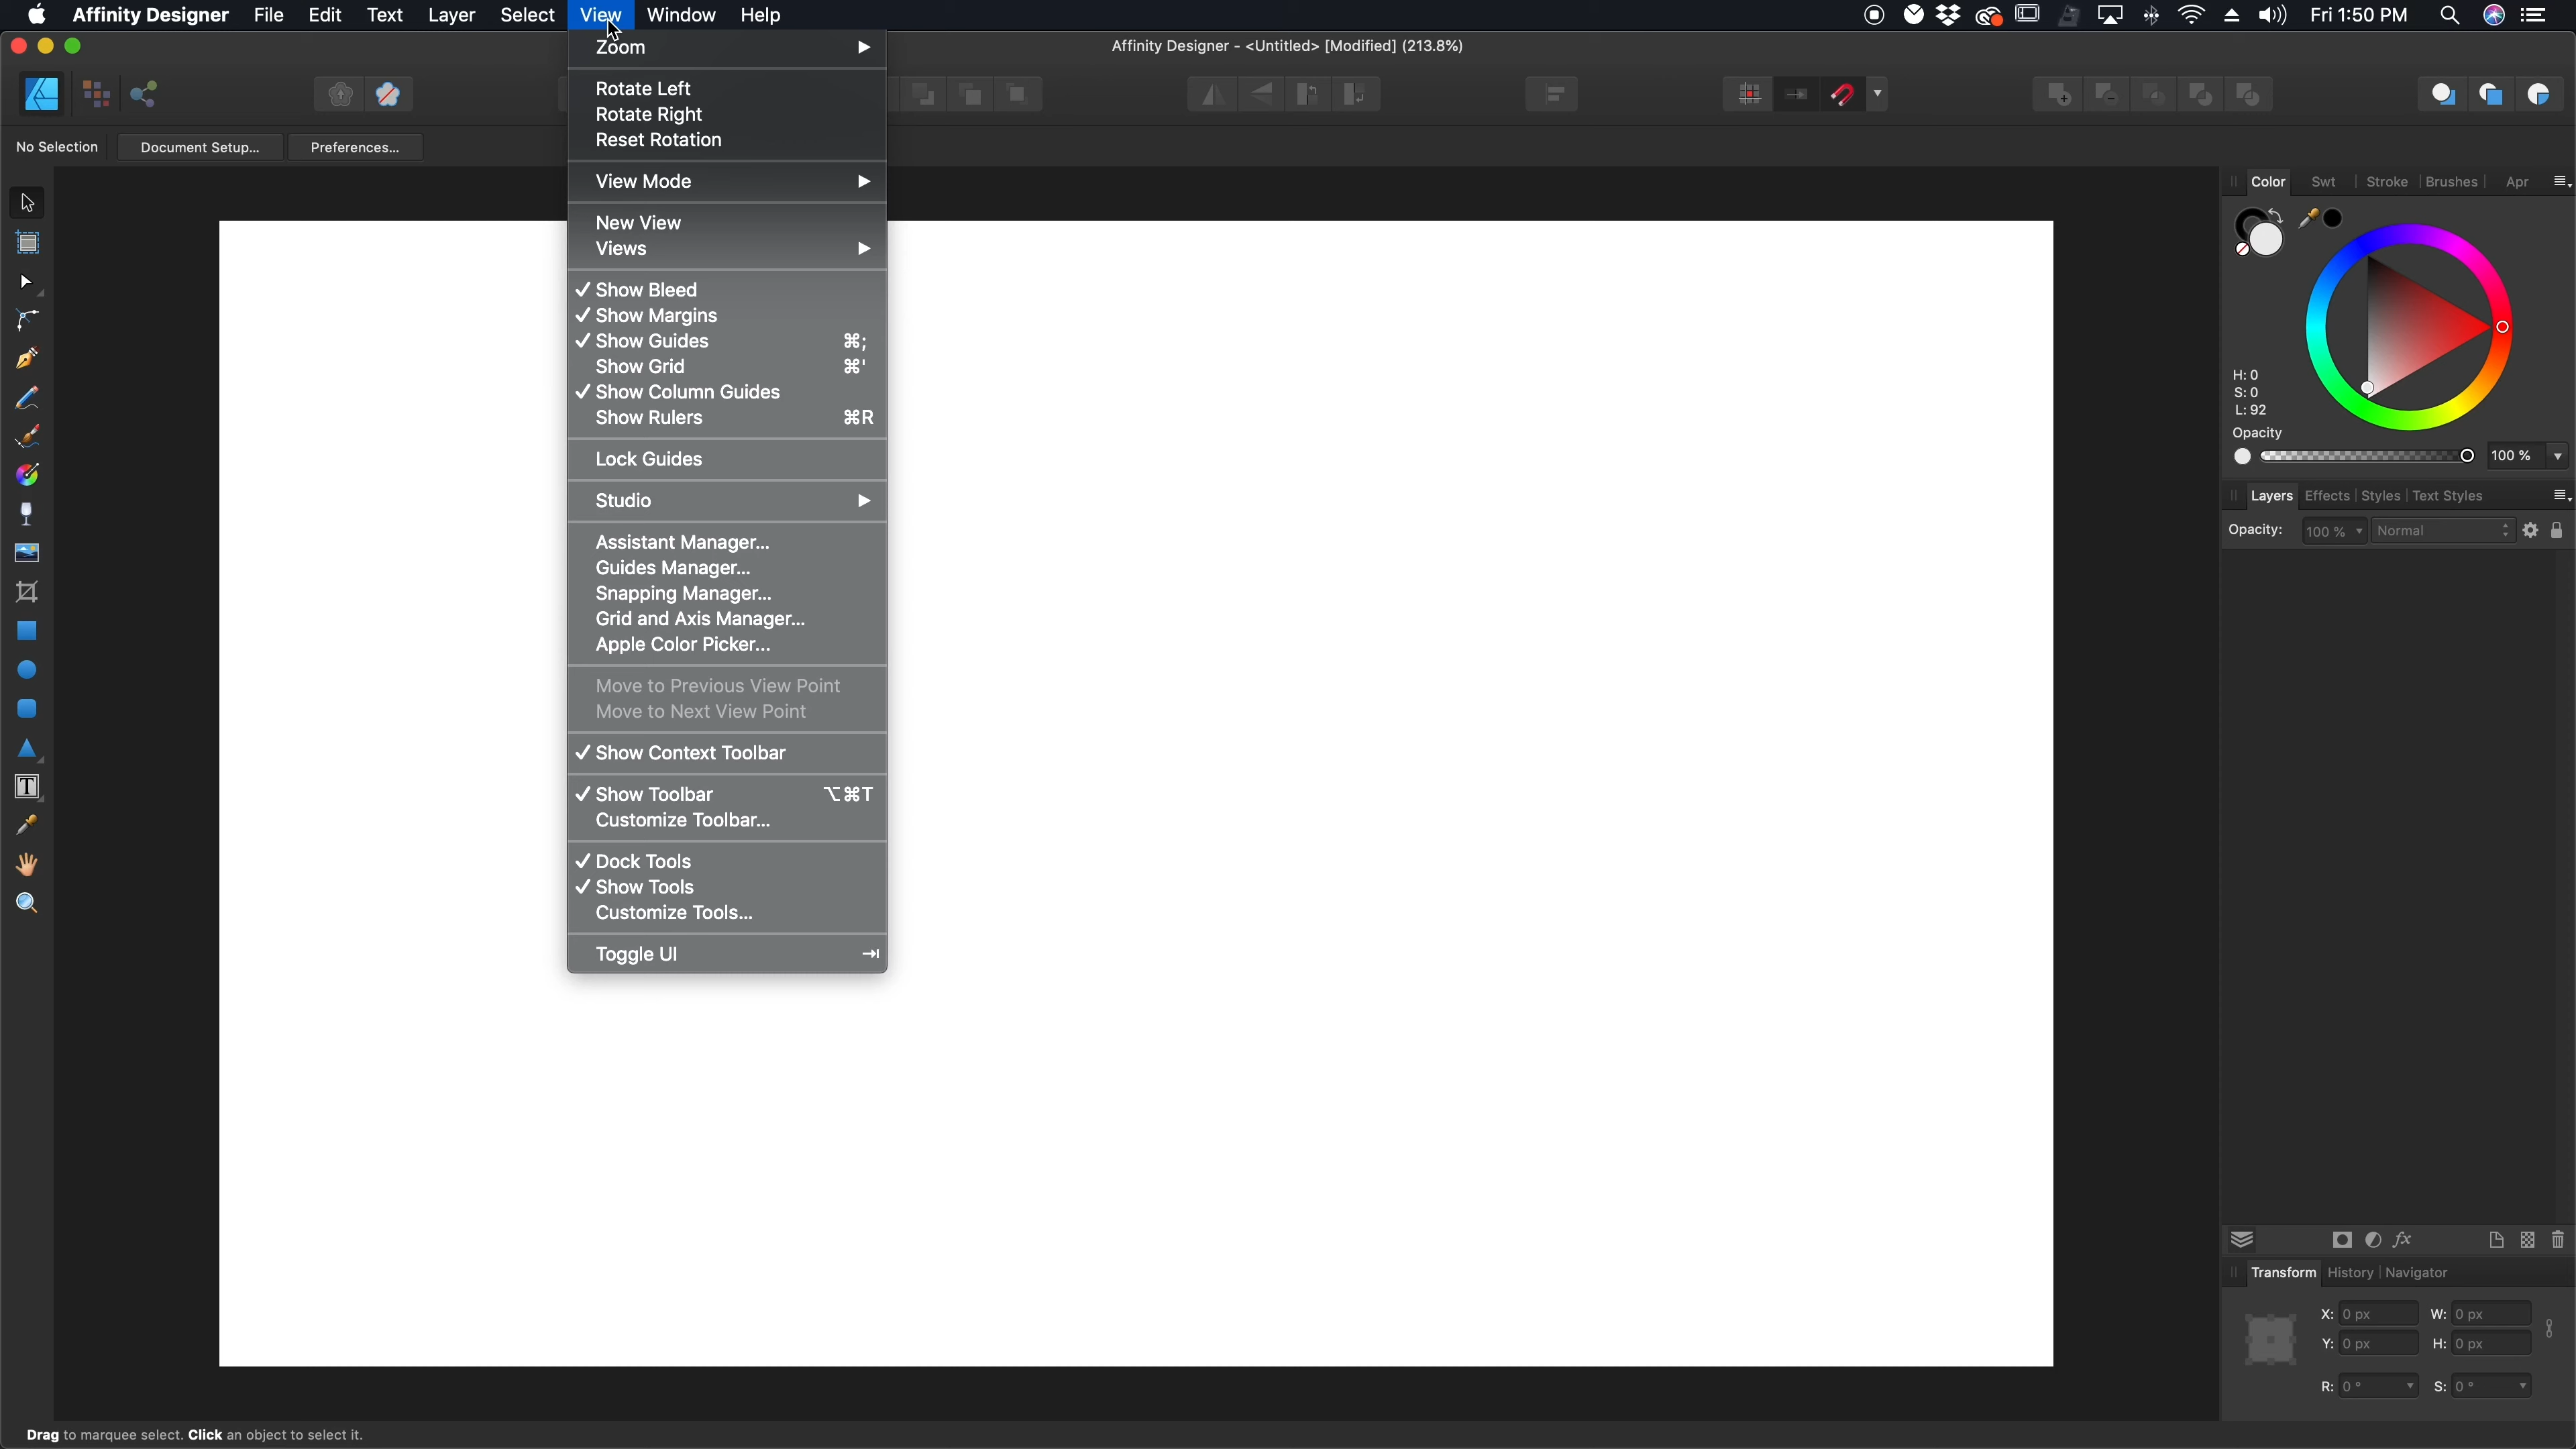 Affinity Designer File Edit Text Layer Select View Window Help Fri 1:50 PM
Affinity Designer - <Untitled> [Modified] (213.8%)
No Selection Document Setup... Preferences...
Zoom
Rotate Left
Rotate Right
Reset Rotation
View Mode
New View
Views
✓ Show Bleed
✓ Show Margins
✓ Show Guides ⌘;
Show Grid ⌘'
✓ Show Column Guides
Show Rulers ⌘R
Lock Guides
Studio
Assistant Manager...
Guides Manager...
Snapping Manager...
Grid and Axis Manager...
Apple Color Picker...
Move to Previous View Point
Move to Next View Point
✓ Show Context Toolbar
✓ Show Toolbar ⌥⌘T
Customize Toolbar...
✓ Dock Tools
✓ Show Tools
Customize Tools...
Toggle UI ⇥
Color Swt Stroke Brushes Apr
H: 0
S: 0
L: 92
Opacity
100 %
Layers Effects Styles Text Styles
Opacity: 100 % Normal
fx
Transform History Navigator
X: 0 px W: 0 px
Y: 0 px H: 0 px
R: 0 ° S: 0 °
T
Drag to marquee select. Click an object to select it.